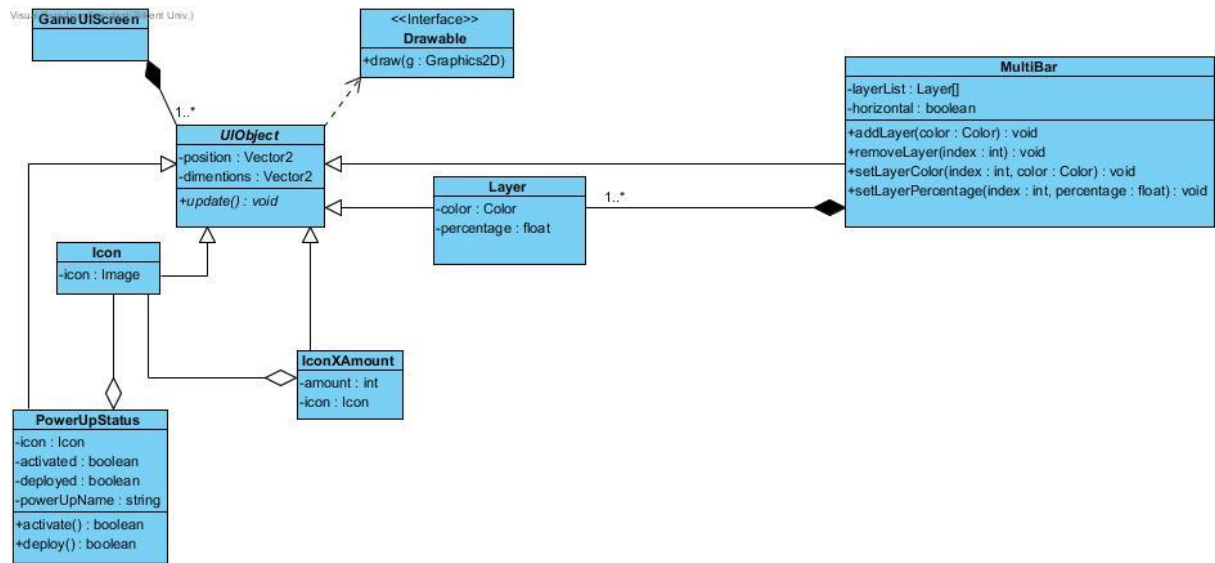 GameUIScreen
<<Interface>>
Drawable
+draw(g : Graphics2D)
MultiBar
-layerList : Layer[]
-horizontal : boolean
+addLayer(color : Color) : void
+removeLayer(index : int) : void
+setLayerColor(index : int, color : Color) : void
+setLayerPercentage(index : int, percentage : float) : void
1..*
UIObject
-position : Vector2
-dimentions : Vector2
+update() : void
Layer
-color : Color
-percentage : float
1..*
Icon
-icon : Image
IconXAmount
-amount : int
-icon : Icon
PowerUpStatus
-icon : Icon
-activated : boolean
-deployed : boolean
-powerUpName : string
+activate() : boolean
+deploy() : boolean
Univ.)